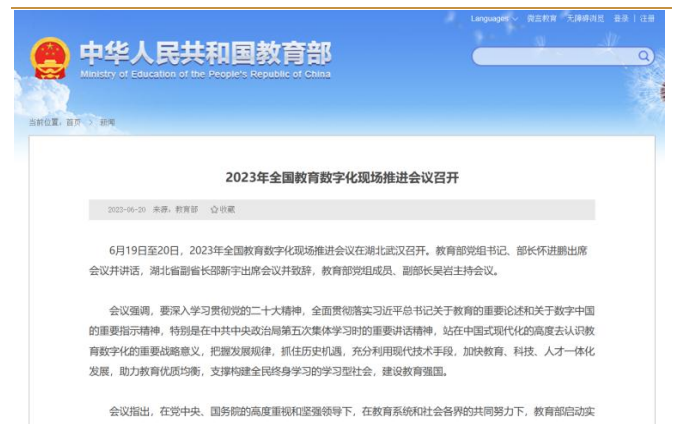 Languages 微言教育 无障碍浏览 登录 | 注册
中华人民共和国教育部
Ministry of Education of the People's Republic of China
当前位置：首页 > 新闻
2023年全国教育数字化现场推进会议召开
2023-06-20 来源：教育部 收藏
6月19日至20日，2023年全国教育数字化现场推进会议在湖北武汉召开。教育部党组书记、部长怀进鹏出席
会议并讲话，湖北省副省长邵新宇出席会议并致辞，教育部党组成员、副部长吴岩主持会议。
会议强调，要深入学习贯彻党的二十大精神，全面贯彻落实习近平总书记关于教育的重要论述和关于数字中国
的重要指示精神，特别是在中共中央政治局第五次集体学习时的重要讲话精神，站在中国式现代化的高度去认识教
育数字化的重要战略意义，把握发展规律，抓住历史机遇，充分利用现代技术手段，加快教育、科技、人才一体化
发展，助力教育优质均衡，支撑构建全民终身学习的学习型社会，建设教育强国。
会议指出，在党中央、国务院的高度重视和坚强领导下，在教育系统和社会各界的共同努力下，教育部启动实